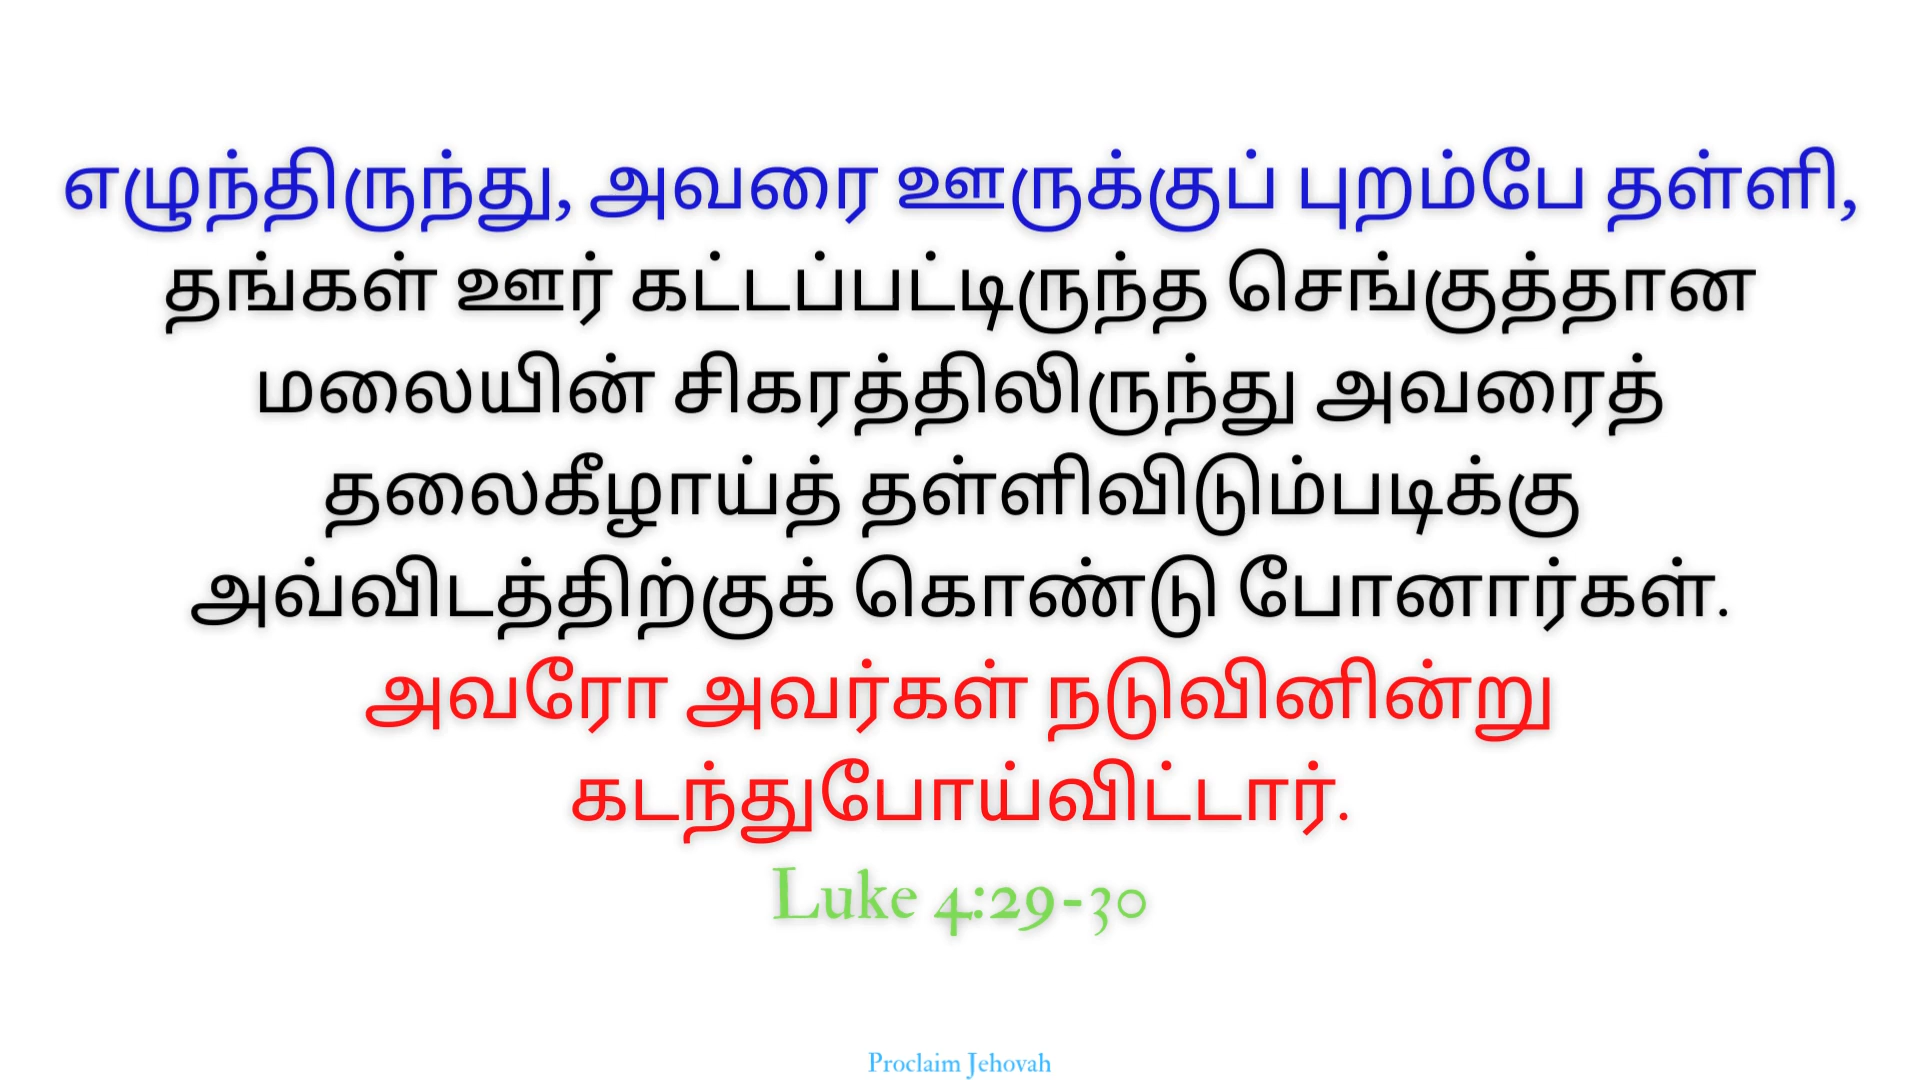 எழுந்திருந்து, அவரை ஊருக்குப் புறம்பே தள்ளி,
தங்கள் ஊர் கட்டப்பட்டிருந்த செங்குத்தான
மலையின் சிகரத்திலிருந்து அவரைத்
தலைகீழாய்த் தள்ளிவிடும்படிக்கு
அவ்விடத்திற்குக் கொண்டு போனார்கள்.
அவரோ அவர்கள் நடுவினின்று
கடந்துபோய்விட்டார்.
Luke 4:29-30
Proclaim Jehovah